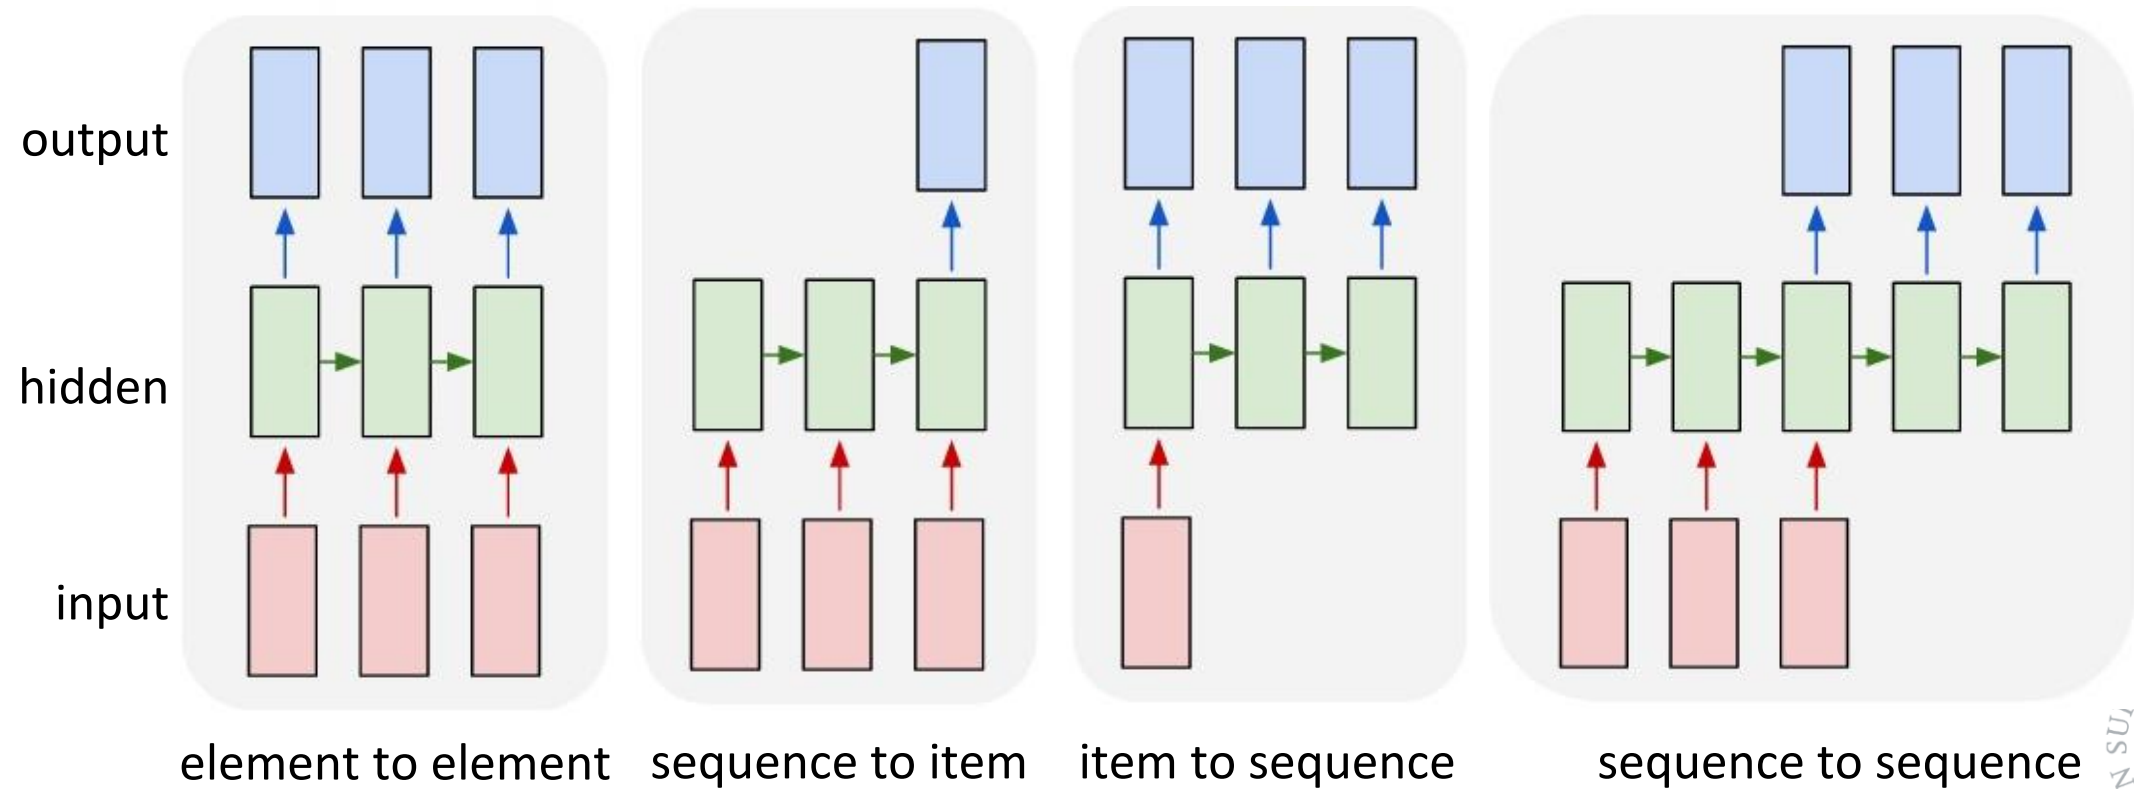 output
hidden
input
element to element
sequence to item
item to sequence
sequence to sequence